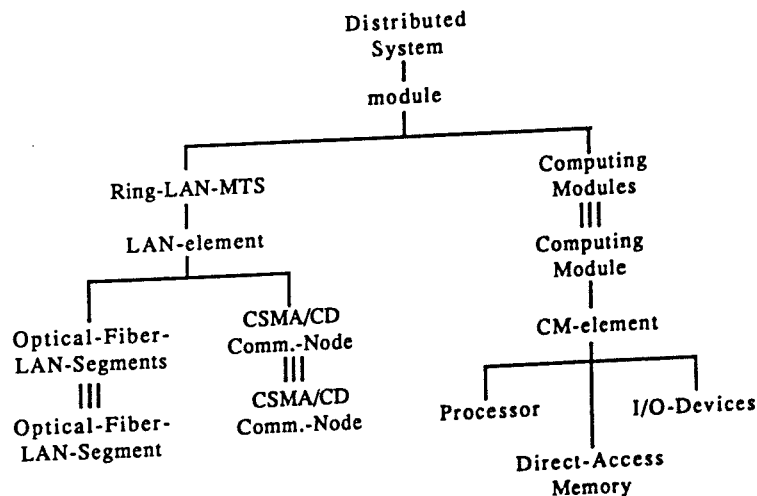 Distributed
System
module
Ring-LAN-MTS
LAN-element
Optical-Fiber-
LAN-Segments
Optical-Fiber-
LAN-Segment
CSMA/CD
Comm.-Node
CSMA/CD
Comm.-Node
Computing
Modules
Computing
Module
CM-element
Processor
I/O-Devices
Direct-Access
Memory